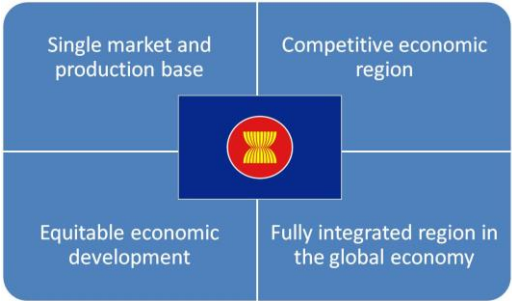 Single market and
production base
Competitive economic
region
Equitable economic
development
Fully integrated region in
the global economy